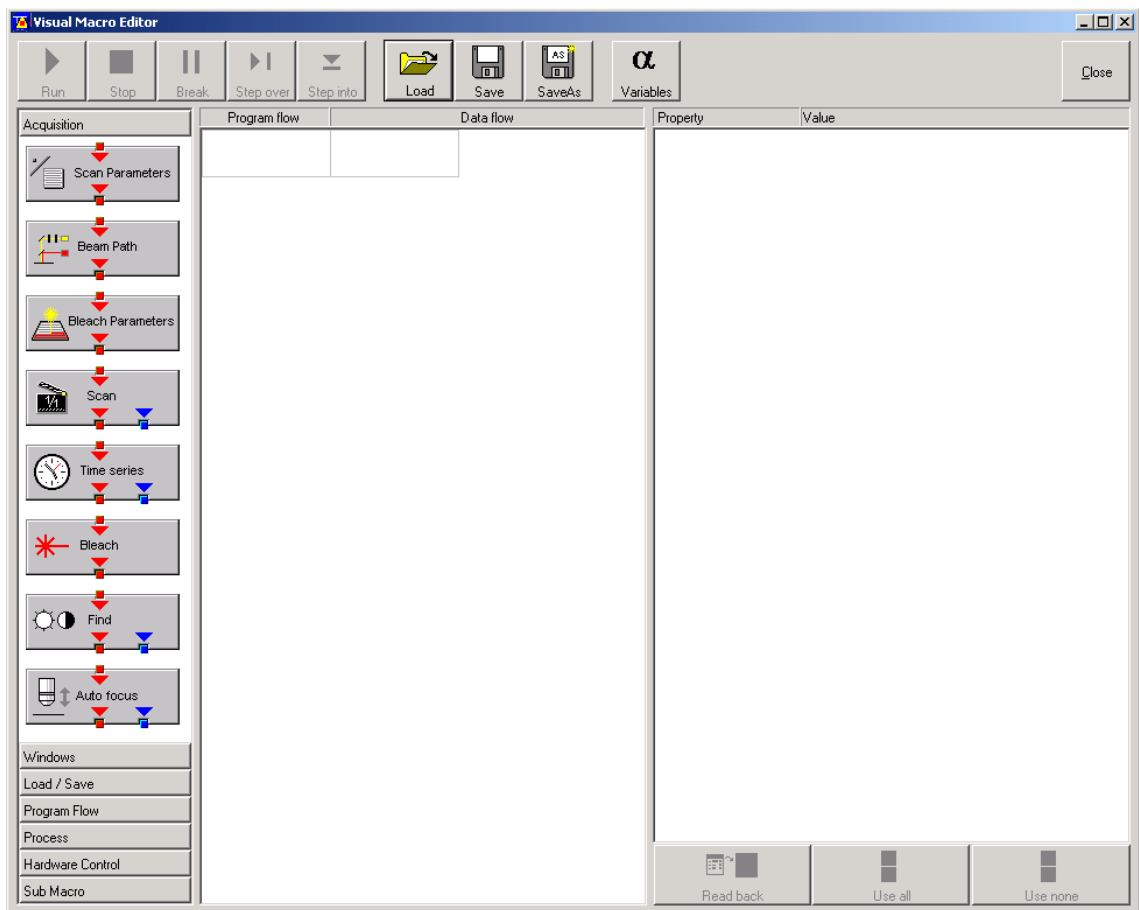 Visual Macro Editor
Run Stop Break Step over Step into Load Save AS SaveAs α Variables Close
Acquisition
Program flow Data flow Property Value
Scan Parameters
Beam Path
Bleach Parameters
1/1 Scan
Time series
Bleach
Find
Auto focus
Windows
Load / Save
Program Flow
Process
Hardware Control
Sub Macro
Read back Use all Use none